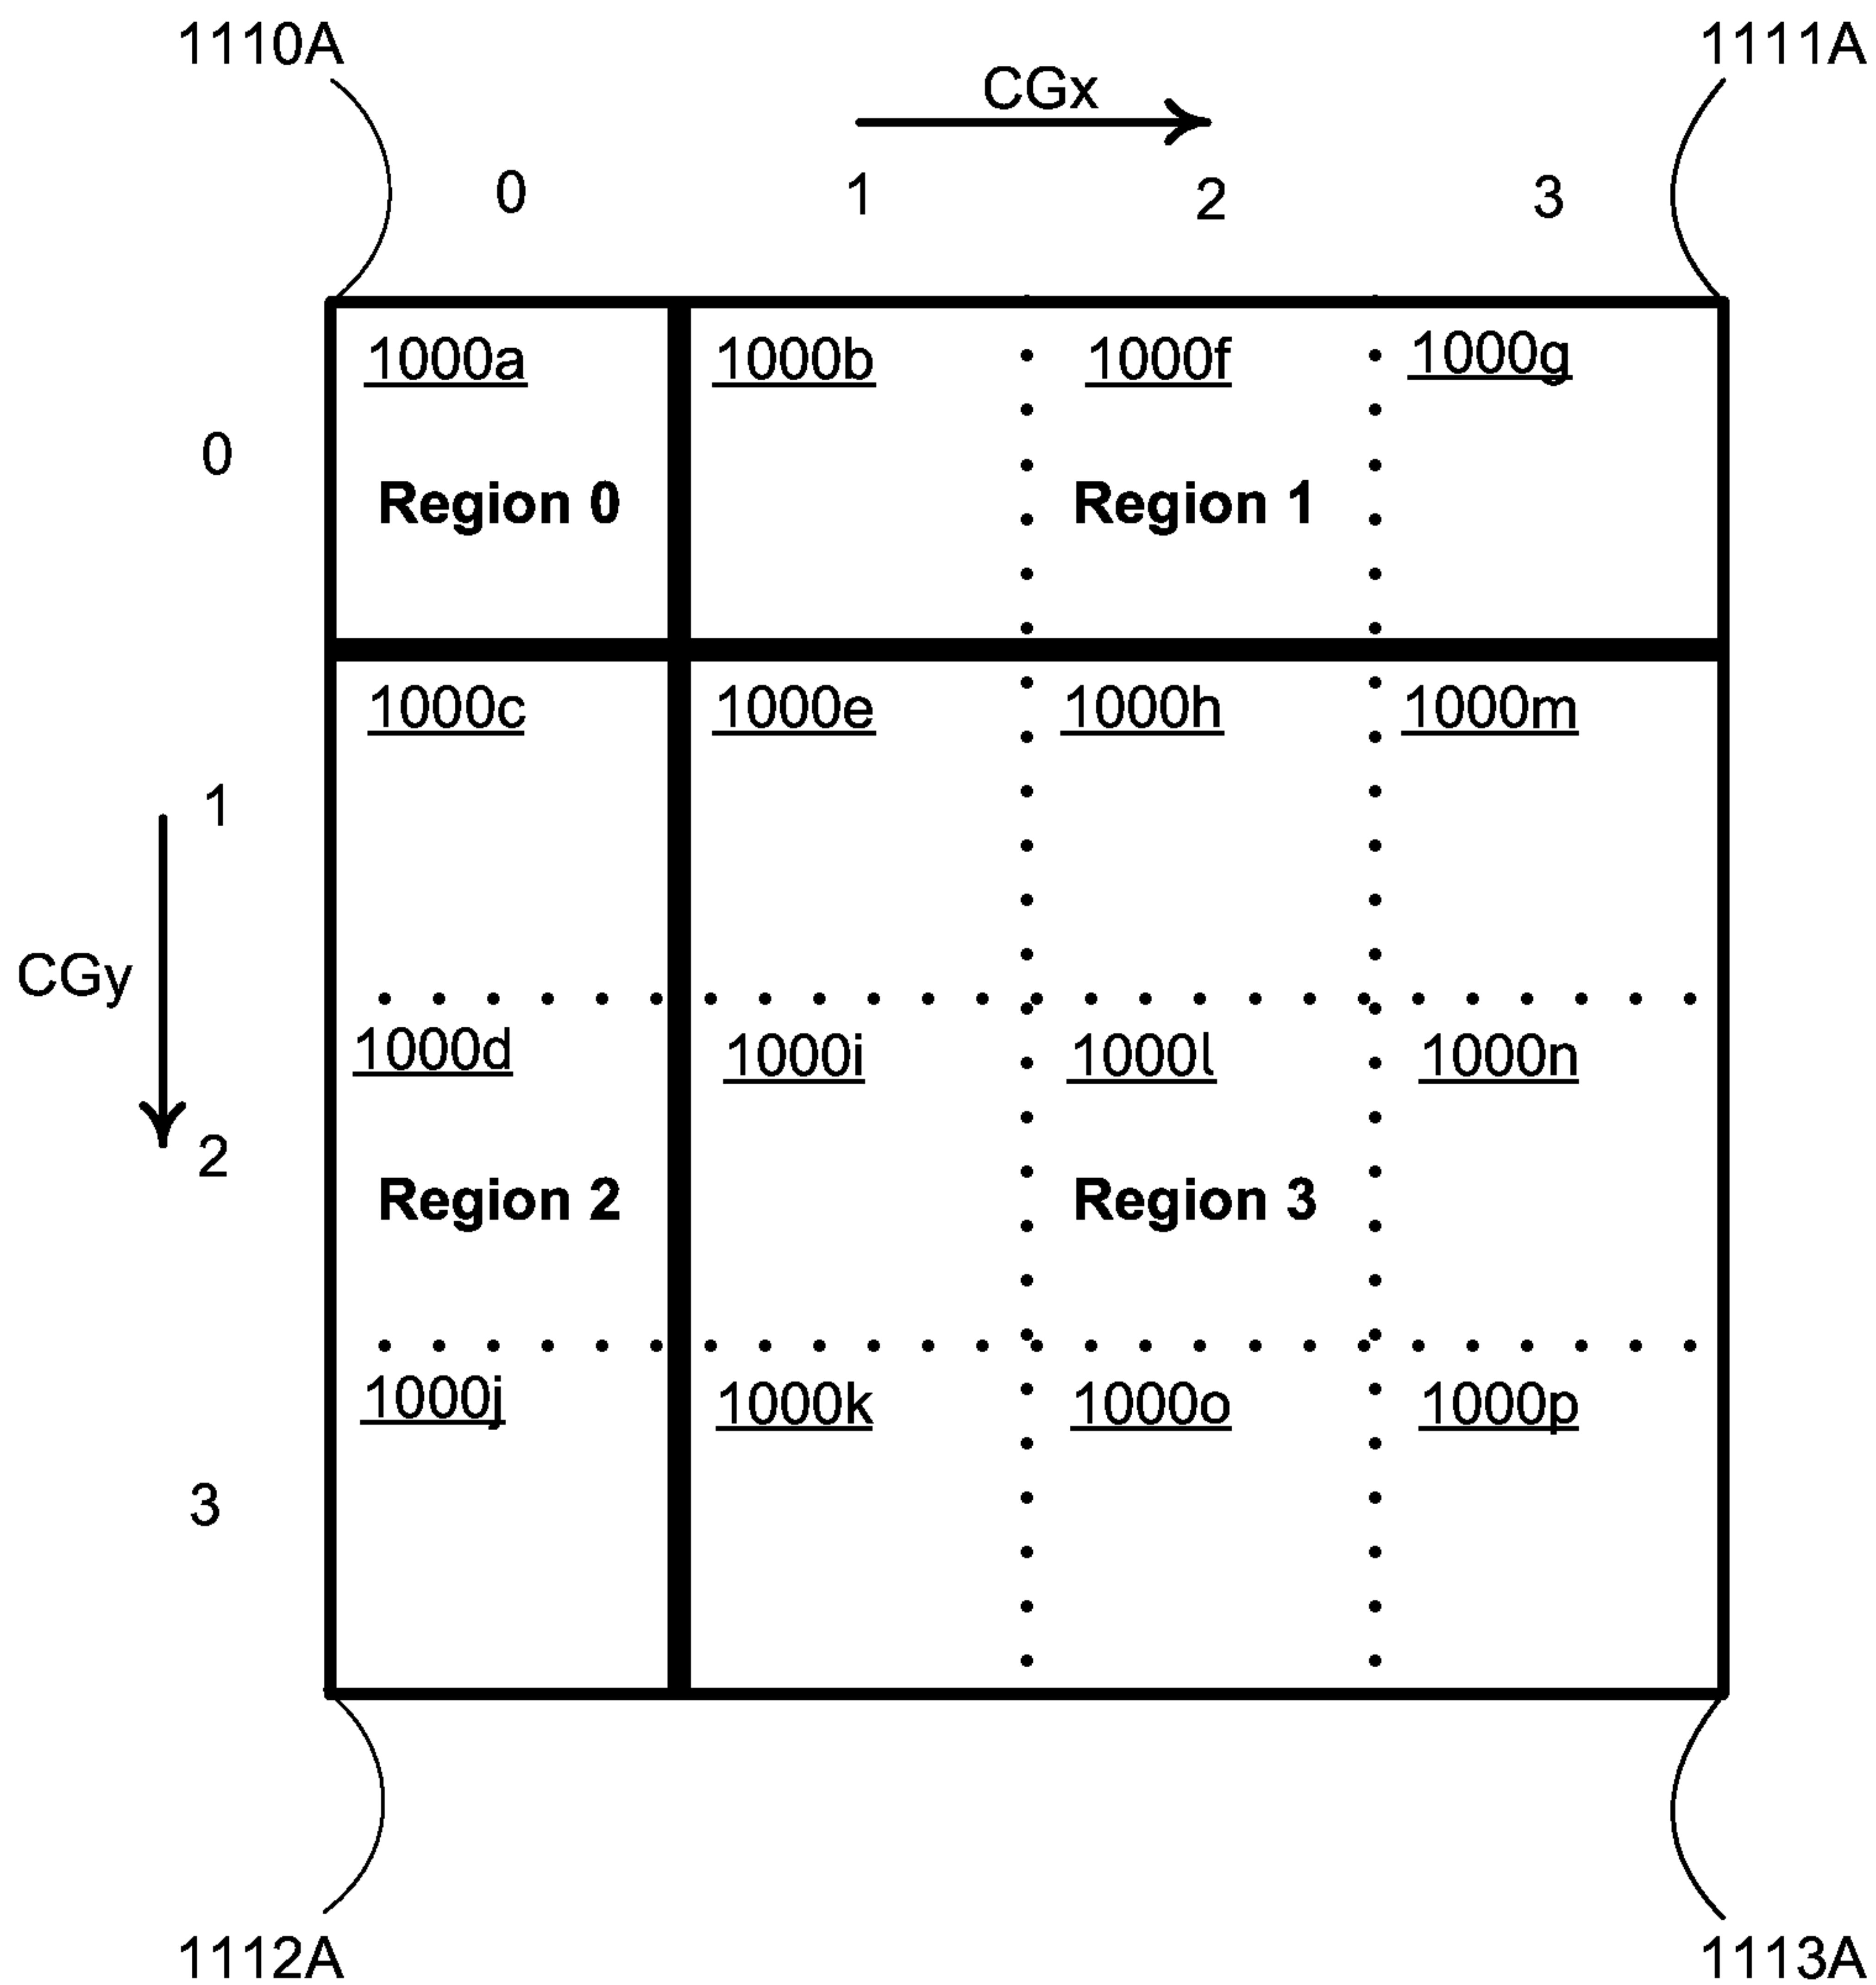 1110A
1111A
CGx
0 1 2 3
1000a 1000b 1000f 1000g
0
Region 0 Region 1
1000c 1000e 1000h 1000m
1
CGy
1000d 1000i 1000l 1000n
2
Region 2 Region 3
1000j 1000k 1000o 1000p
3
1112A
1113A